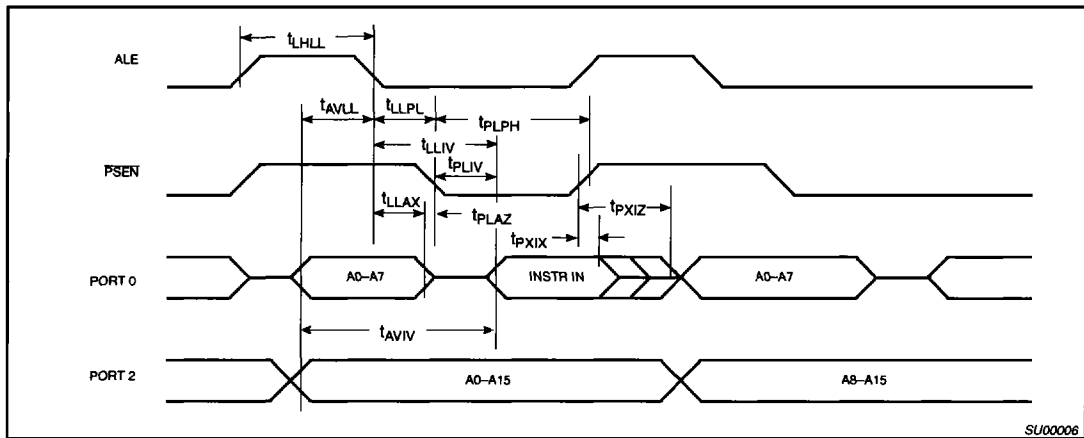 tLHLL
ALE
tAVLL tLLPL
tPLPH
tLLIV
PSEN
tPLIV
tLLAX
tPLAZ
tPXIZ
tPXIX
PORT 0 A0–A7 INSTR IN A0–A7
tAVIV
PORT 2 A0–A15 A8–A15
SU00006